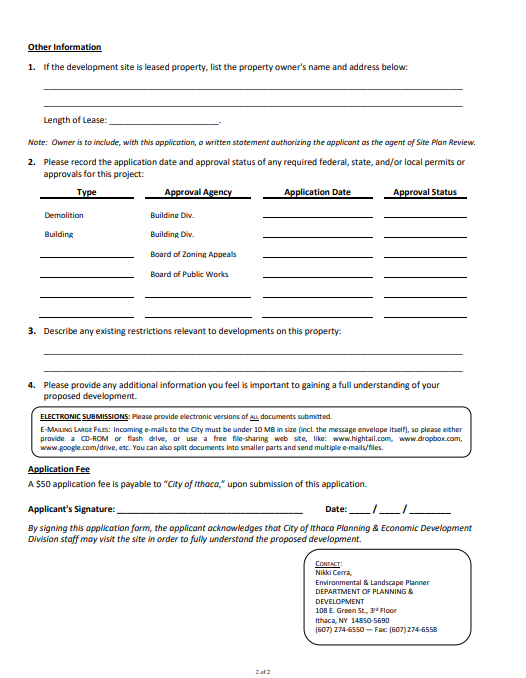 Other Information
1. If the development site is leased property, list the property owner's name and address below:
Length of Lease: ________________________.
Note: Owner is to include, with this application, a written statement authorizing the applicant as the agent of Site Plan Review.
2. Please record the application date and approval status of any required federal, state, and/or local permits or
approvals for this project:
Type Approval Agency Application Date Approval Status
Demolition Building Div.
Building Building Div.
Board of Zoning Appeals
Board of Public Works
3. Describe any existing restrictions relevant to developments on this property:
4. Please provide any additional information you feel is important to gaining a full understanding of your
proposed development.
ELECTRONIC SUBMISSIONS: Please provide electronic versions of ALL documents submitted.
E-MAILING LARGE FILES: Incoming e-mails to the City must be under 10 MB in size (incl. the message envelope itself), so please either
provide a CD-ROM or flash drive, or use a free file-sharing web site, like: www.hightail.com, www.dropbox.com,
www.google.com/drive, etc. You can also split documents into smaller parts and send multiple e-mails/files.
Application Fee
A $50 application fee is payable to "City of Ithaca," upon submission of this application.
Applicant's Signature: ______________________________ Date: ____ / ____ / ________
By signing this application form, the applicant acknowledges that City of Ithaca Planning & Economic Development
Division staff may visit the site in order to fully understand the proposed development.
CONTACT:
Nikki Cerra,
Environmental & Landscape Planner
DEPARTMENT OF PLANNING &
DEVELOPMENT
108 E. Green St., 3rd Floor
Ithaca, NY 14850-5690
(607) 274-6550 — Fax: (607) 274-6558
2 of 2